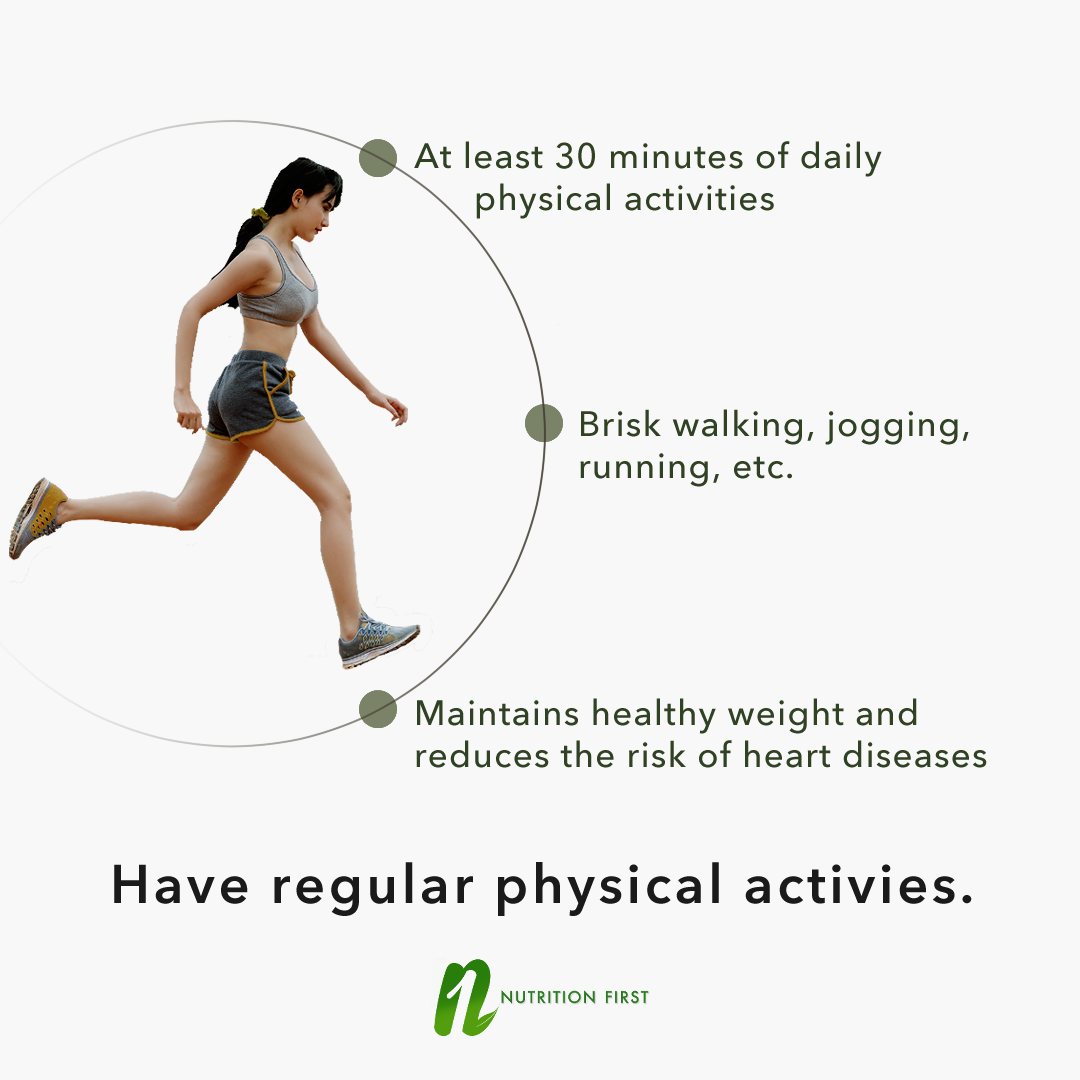 At least 30 minutes of daily
physical activities
Brisk walking, jogging,
running, etc.
Maintains healthy weight and
reduces the risk of heart diseases
Have regular physical activies.
NUTRITION FIRST